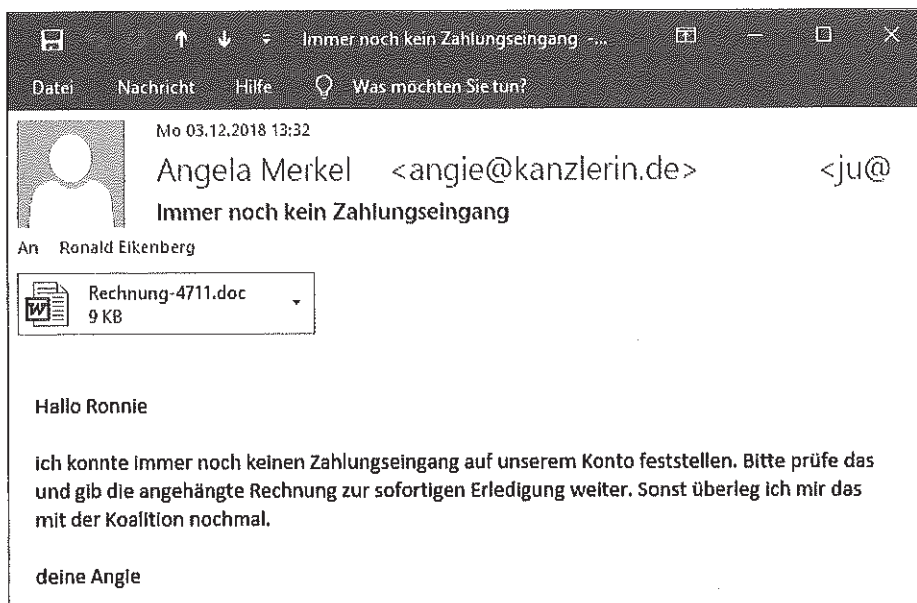 Immer noch kein Zahlungseingang -...
Datei Nachricht Hilfe Was möchten Sie tun?
Mo 03.12.2018 13:32
Angela Merkel <angie@kanzlerin.de> <ju@
Immer noch kein Zahlungseingang
An Ronald Eikenberg
Rechnung-4711.doc
9 KB
Hallo Ronnie
ich konnte immer noch keinen Zahlungseingang auf unserem Konto feststellen. Bitte prüfe das
und gib die angehängte Rechnung zur sofortigen Erledigung weiter. Sonst überleg ich mir das
mit der Koalition nochmal.
deine Angie